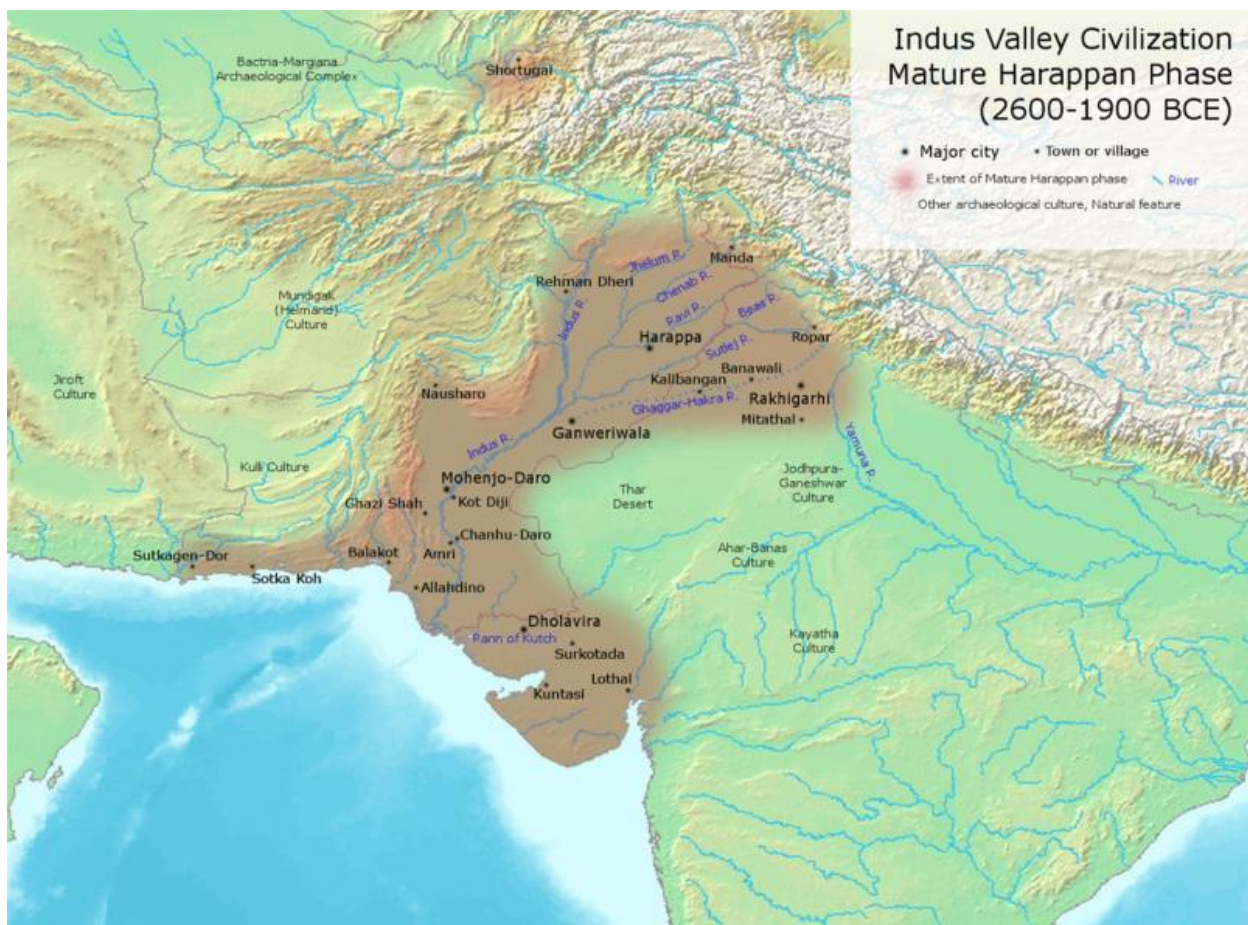 Indus Valley Civilization
Mature Harappan Phase
(2600-1900 BCE)
Major city
Town or village
Extent of Mature Harappan phase
River
Other archaeological culture, Natural feature
Bactria-Margiana
Archaeological Complex
Shortugai
Manda
Jhelum R.
Rehman Dheri
Chenab R.
Mundigak
(Helmand)
Culture
Indus R.
Ravi R.
Beas R.
Harappa
Ropar
Sutlej R.
Banawali
Jiroft
Culture
Nausharo
Kalibangan
Rakhigarhi
Ghaggar-Hakra R.
Mitathal
Ganweriwala
Yamuna R.
Indus R.
Kulli Culture
Mohenjo-Daro
Jodhpura-
Ganeshwar
Culture
Thar
Desert
Ghazi Shah
Kot Diji
Chanhu-Daro
Sutkagen-Dor
Balakot
Amri
Ahar-Banas
Culture
Sotka Koh
Allahdino
Dholavira
Rann of Kutch
Kayatha
Culture
Surkotada
Lothal
Kuntasi